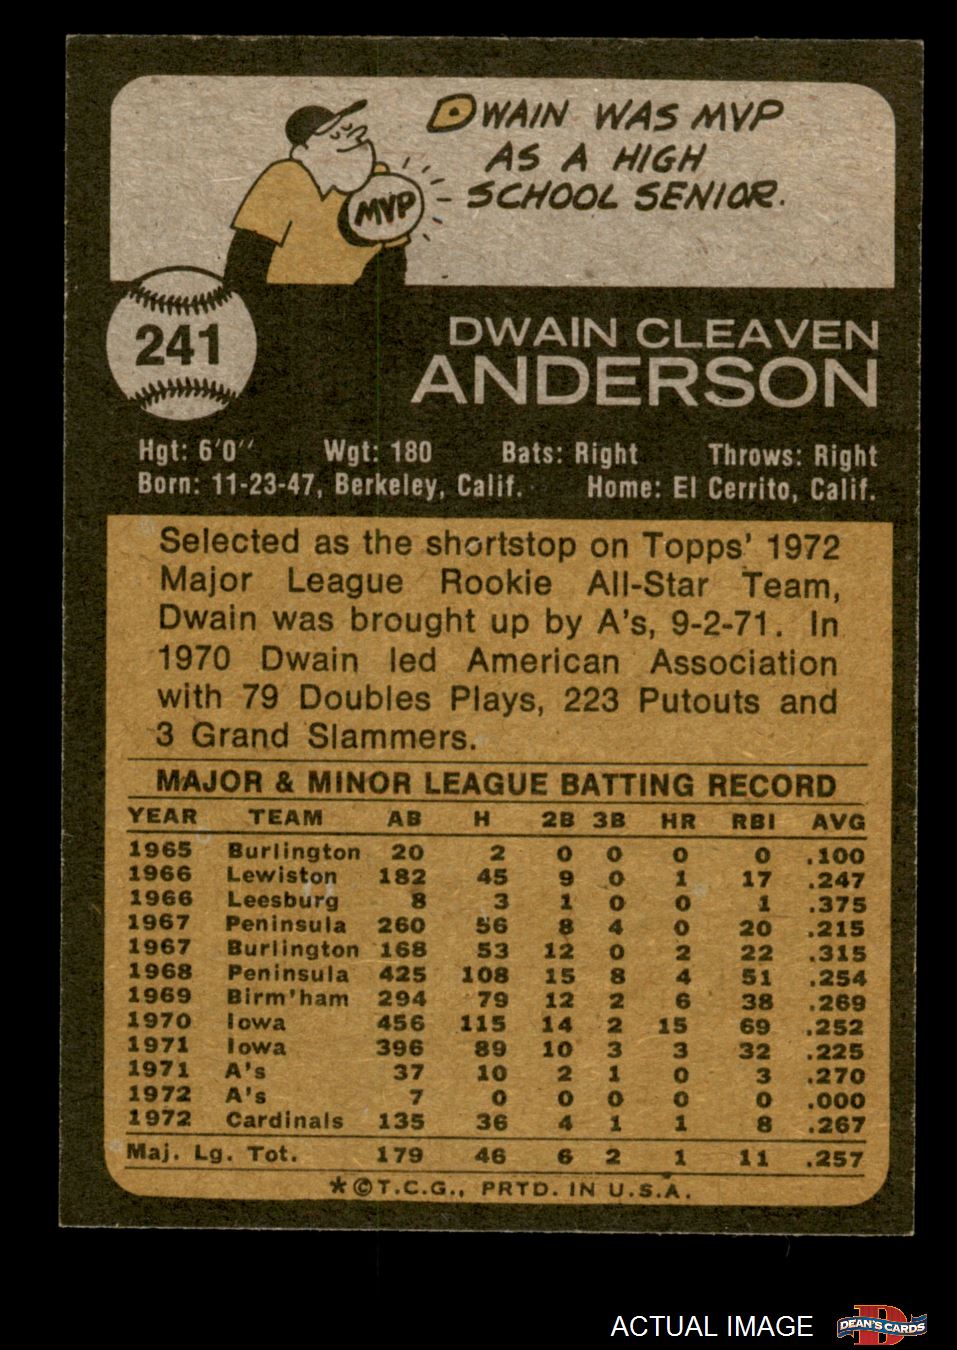 DWAIN WAS MVP
AS A HIGH
SCHOOL SENIOR.
MVP
241
DWAIN CLEAVEN
ANDERSON
Hgt: 6'0'' Wgt: 180 Bats: Right Throws: Right
Born: 11-23-47, Berkeley, Calif. Home: El Cerrito, Calif.
Selected as the shortstop on Topps' 1972
Major League Rookie All-Star Team,
Dwain was brought up by A's, 9-2-71. In
1970 Dwain led American Association
with 79 Doubles Plays, 223 Putouts and
3 Grand Slammers.
MAJOR & MINOR LEAGUE BATTING RECORD
YEAR TEAM AB H 2B 3B HR RBI AVG
1965 Burlington 20 2 0 0 0 0 .100
1966 Lewiston 182 45 9 0 1 17 .247
1966 Leesburg 8 3 1 0 0 1 .375
1967 Peninsula 260 56 8 4 0 20 .215
1967 Burlington 168 53 12 0 2 22 .315
1968 Peninsula 425 108 15 8 4 51 .254
1969 Birm'ham 294 79 12 2 6 38 .269
1970 Iowa 456 115 14 2 15 69 .252
1971 Iowa 396 89 10 3 3 32 .225
1971 A's 37 10 2 1 0 3 .270
1972 A's 7 0 0 0 0 0 .000
1972 Cardinals 135 36 4 1 1 8 .267
Maj. Lg. Tot. 179 46 6 2 1 11 .257
*©T.C.G., PRTD. IN U.S.A.
ACTUAL IMAGE
D
DEAN'S CARDS